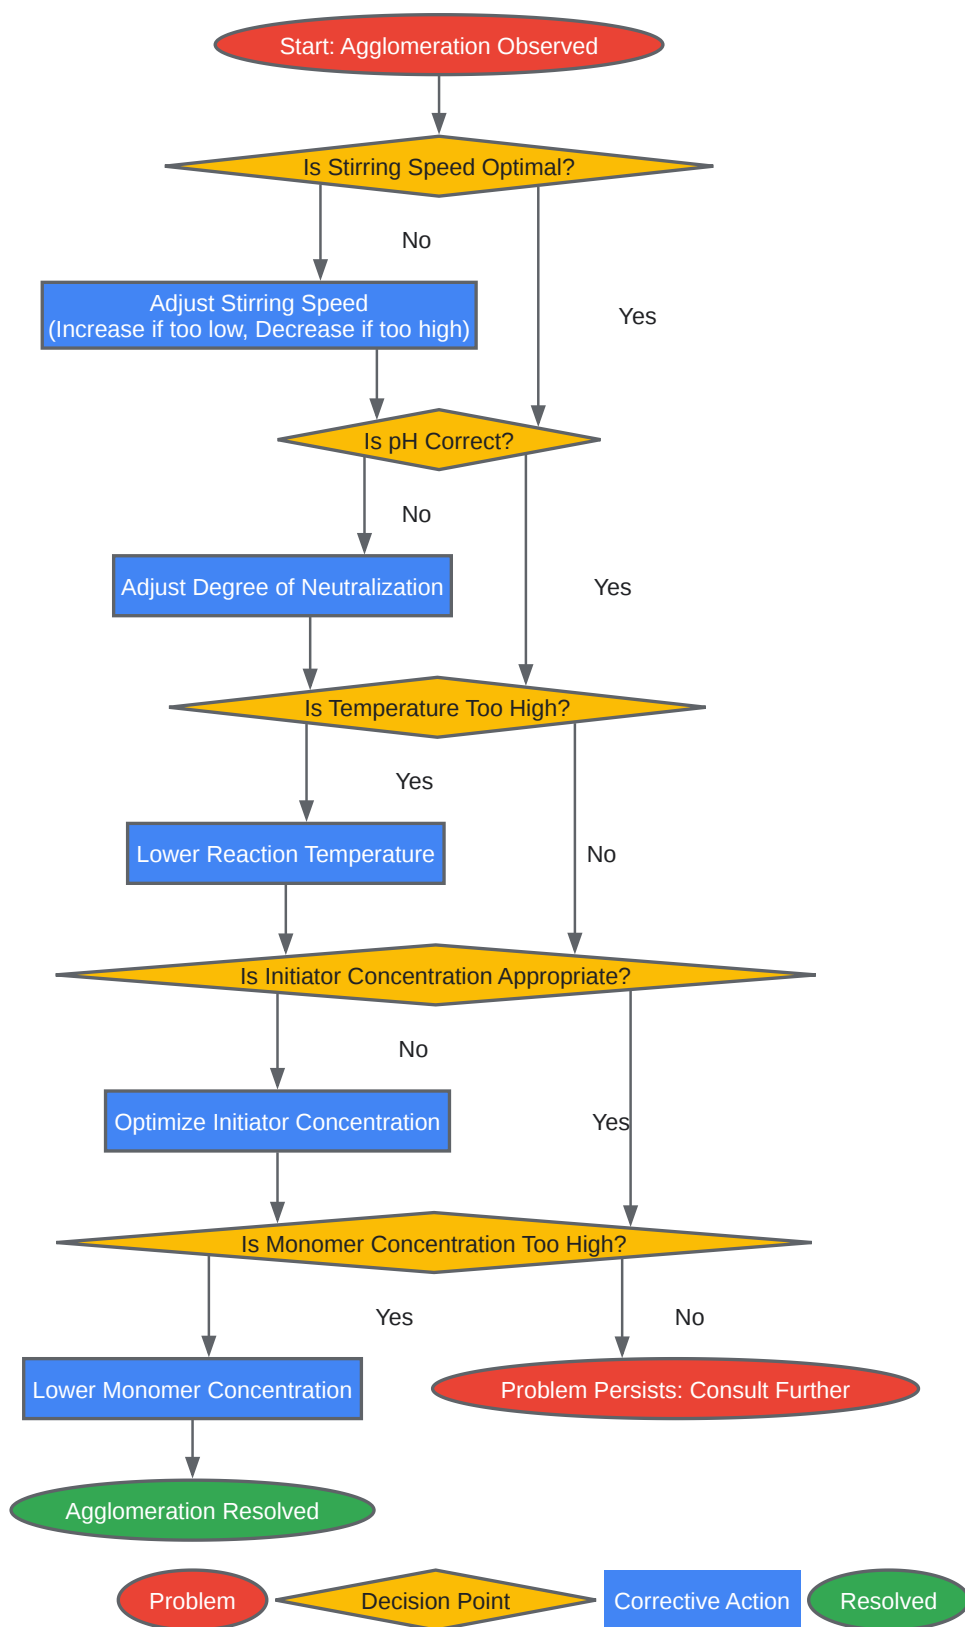 Start: Agglomeration Observed
Is Stirring Speed Optimal?
No
Adjust Stirring Speed
(Increase if too low, Decrease if too high)
Yes
Is pH Correct?
No
Adjust Degree of Neutralization
Yes
Is Temperature Too High?
Yes
Lower Reaction Temperature
No
Is Initiator Concentration Appropriate?
No
Optimize Initiator Concentration
Yes
Is Monomer Concentration Too High?
Yes
No
Lower Monomer Concentration
Problem Persists: Consult Further
Agglomeration Resolved
Problem
Decision Point
Corrective Action
Resolved